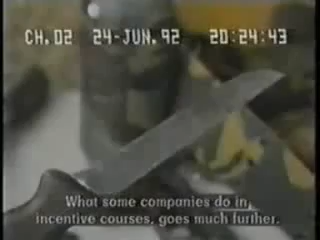 CH.02 24-JUN.92 20:24:43
What some companies do in
incentive courses, goes much further.